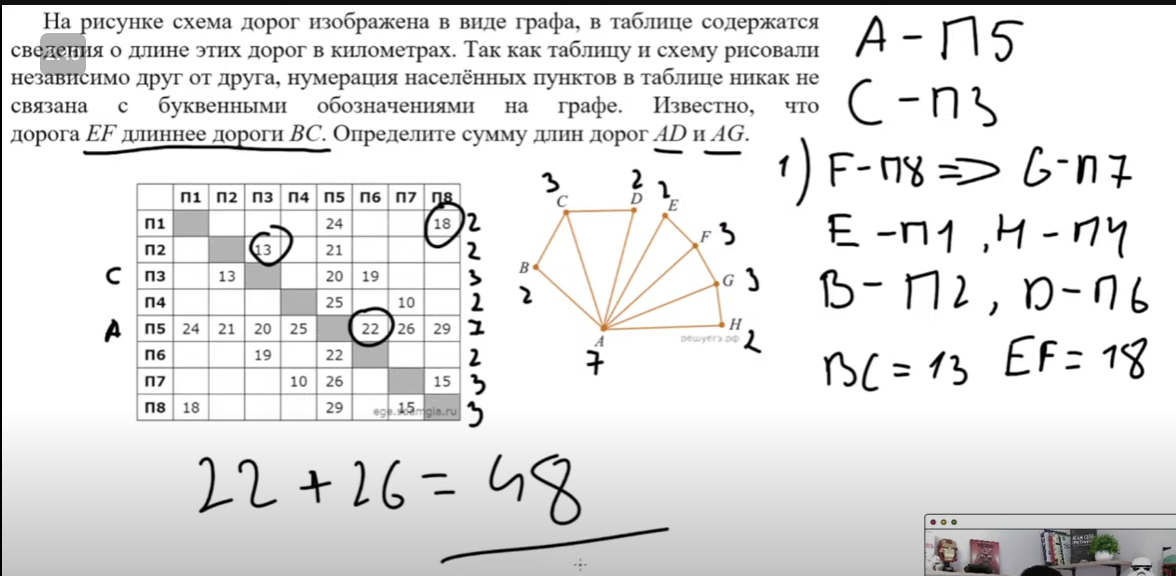 На рисунке схема дорог изображена в виде графа, в таблице содержатся
сведения о длине этих дорог в километрах. Так как таблицу и схему рисовали
независимо друг от друга, нумерация населённых пунктов в таблице никак не
связана с буквенными обозначениями на графе. Известно, что
дорога EF длиннее дороги BC. Определите сумму длин дорог AD и AG.
A - П5
C - П3
1) F - П8 => G - П7
E - П1, H - П4
B - П2, D - П6
BC = 13 EF = 18
П1 П2 П3 П4 П5 П6 П7 П8
П1 24 18 2
П2 13 21 2
C П3 13 20 19 3
П4 25 10 2
A П5 24 21 20 25 22 26 29 7
П6 19 22 2
П7 10 26 15 3
П8 18 29 15 3
3 C
2 D
2 E
F 3
B 2
G 3
H 2
A 7
решуегэ.рф
22 + 26 = 48